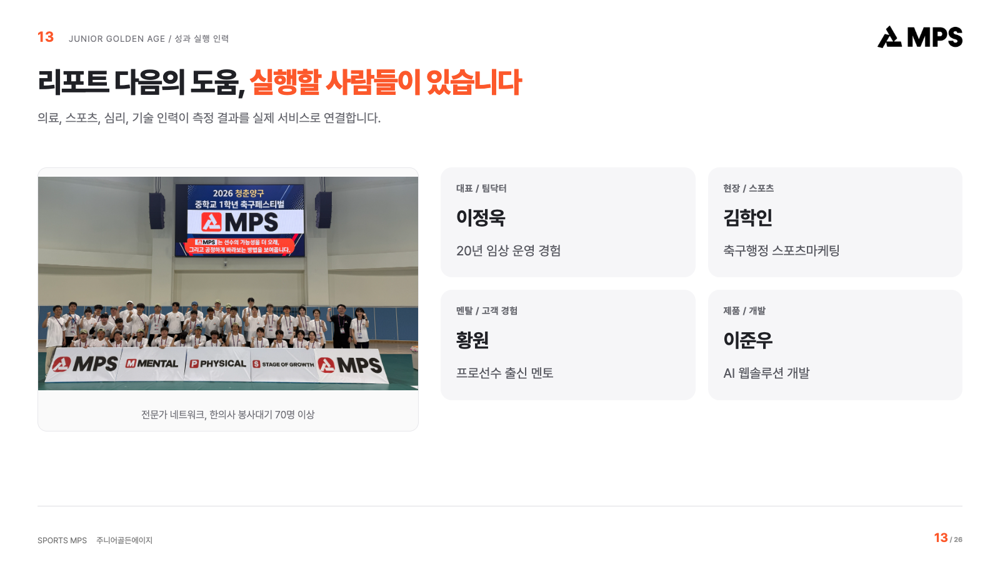 13 JUNIOR GOLDEN AGE / 성과 실행 인력
MPS
리포트 다음의 도움, 실행할 사람들이 있습니다
의료, 스포츠, 심리, 기술 인력이 측정 결과를 실제 서비스로 연결합니다.
2026 청춘양구
중학교 1학년 축구페스티벌
MPS
MPS는 선수의 가능성을 더 오래,
그리고 공정하게 바라보는 방법을 보여줍니다.
MPS M MENTAL P PHYSICAL S STAGE OF GROWTH MPS
전문가 네트워크, 한의사 봉사대기 70명 이상
대표 / 팀닥터
이정욱
20년 임상 운영 경험
현장 / 스포츠
김학인
축구행정 스포츠마케팅
멘탈 / 고객 경험
황원
프로선수 출신 멘토
제품 / 개발
이준우
AI 웹솔루션 개발
SPORTS MPS 주니어골든에이지
13 / 26